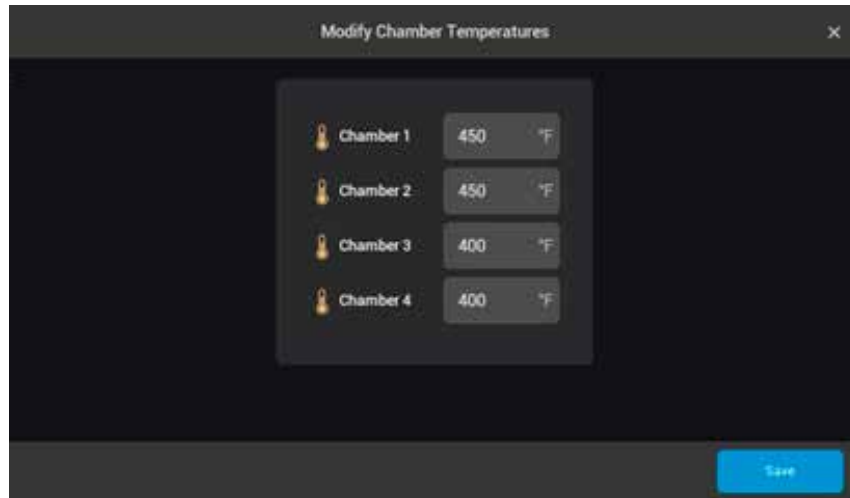 Modify Chamber Temperatures ×
Chamber 1 450 °F
Chamber 2 450 °F
Chamber 3 400 °F
Chamber 4 400 °F
Save